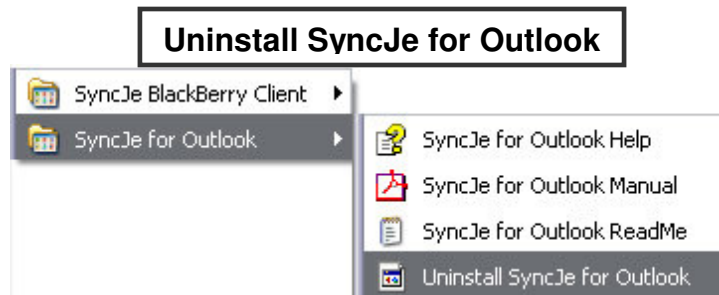 Uninstall SyncJe for Outlook
SyncJe BlackBerry Client
SyncJe for Outlook
SyncJe for Outlook Help
SyncJe for Outlook Manual
SyncJe for Outlook ReadMe
Uninstall SyncJe for Outlook